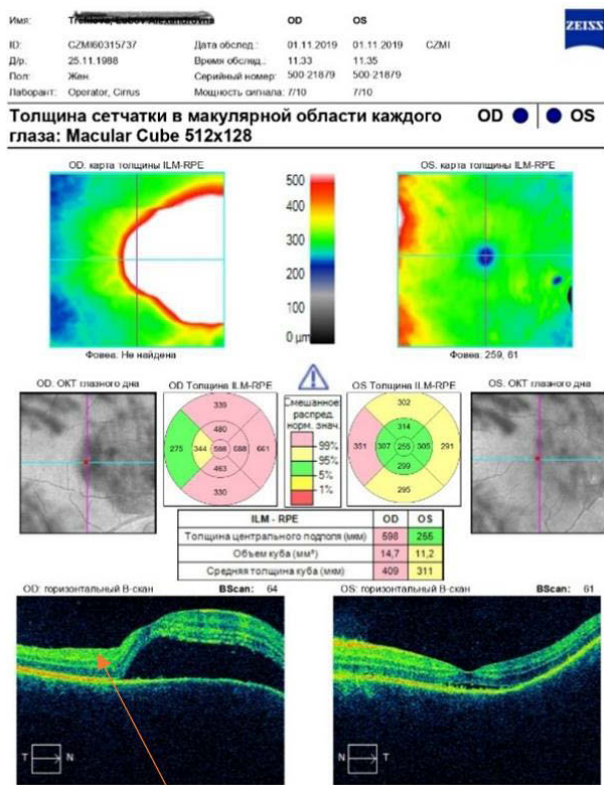 Имя: OD OS
ZEISS
ID: CZMI60315737 Дата обслед.: 01.11.2019 01.11.2019 CZMI
Д/р. 25.11.1988 Время обслед.: 11.33 11.35
Пол: Жен Серийный номер: 500-21879 500-21879
Лаборант: Operator, Cirrus Мощность сигнала: 7/10 7/10
Толщина сетчатки в макулярной области каждого глаза: Macular Cube 512x128
OD OS
OD: карта толщины ILM-RPE
OS: карта толщины ILM-RPE
500
400
300
200
100
0 µm
Фовеа: Не найдена
Фовеа: 259, 61
OD: ОКТ глазного дна
OD Толщина ILM-RPE
OS Толщина ILM-RPE
OS: ОКТ глазного дна
339
480
275 344 598 688 661
463
330
Смешанное распред. норм. знач.
99%
95%
5%
1%
302
314
351 307 255 305 291
299
295
ILM - RPE OD OS
Толщина центрального подполя (мкм) 598 255
Объем куба (мм³) 14,7 11,2
Средняя толщина куба (мкм) 409 311
OD: горизонтальный В-скан BScan: 64
OS: горизонтальный В-скан BScan: 61
T N
T N